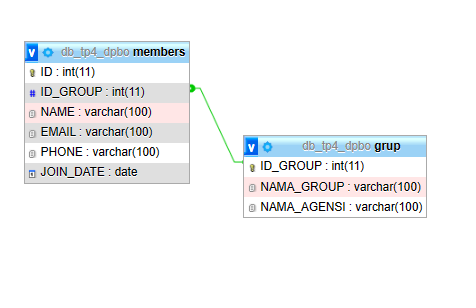 db_tp4_dpbo members
ID : int(11)
ID_GROUP : int(11)
NAME : varchar(100)
EMAIL : varchar(100)
PHONE : varchar(100)
JOIN_DATE : date
db_tp4_dpbo grup
ID_GROUP : int(11)
NAMA_GROUP : varchar(100)
NAMA_AGENSI : varchar(100)